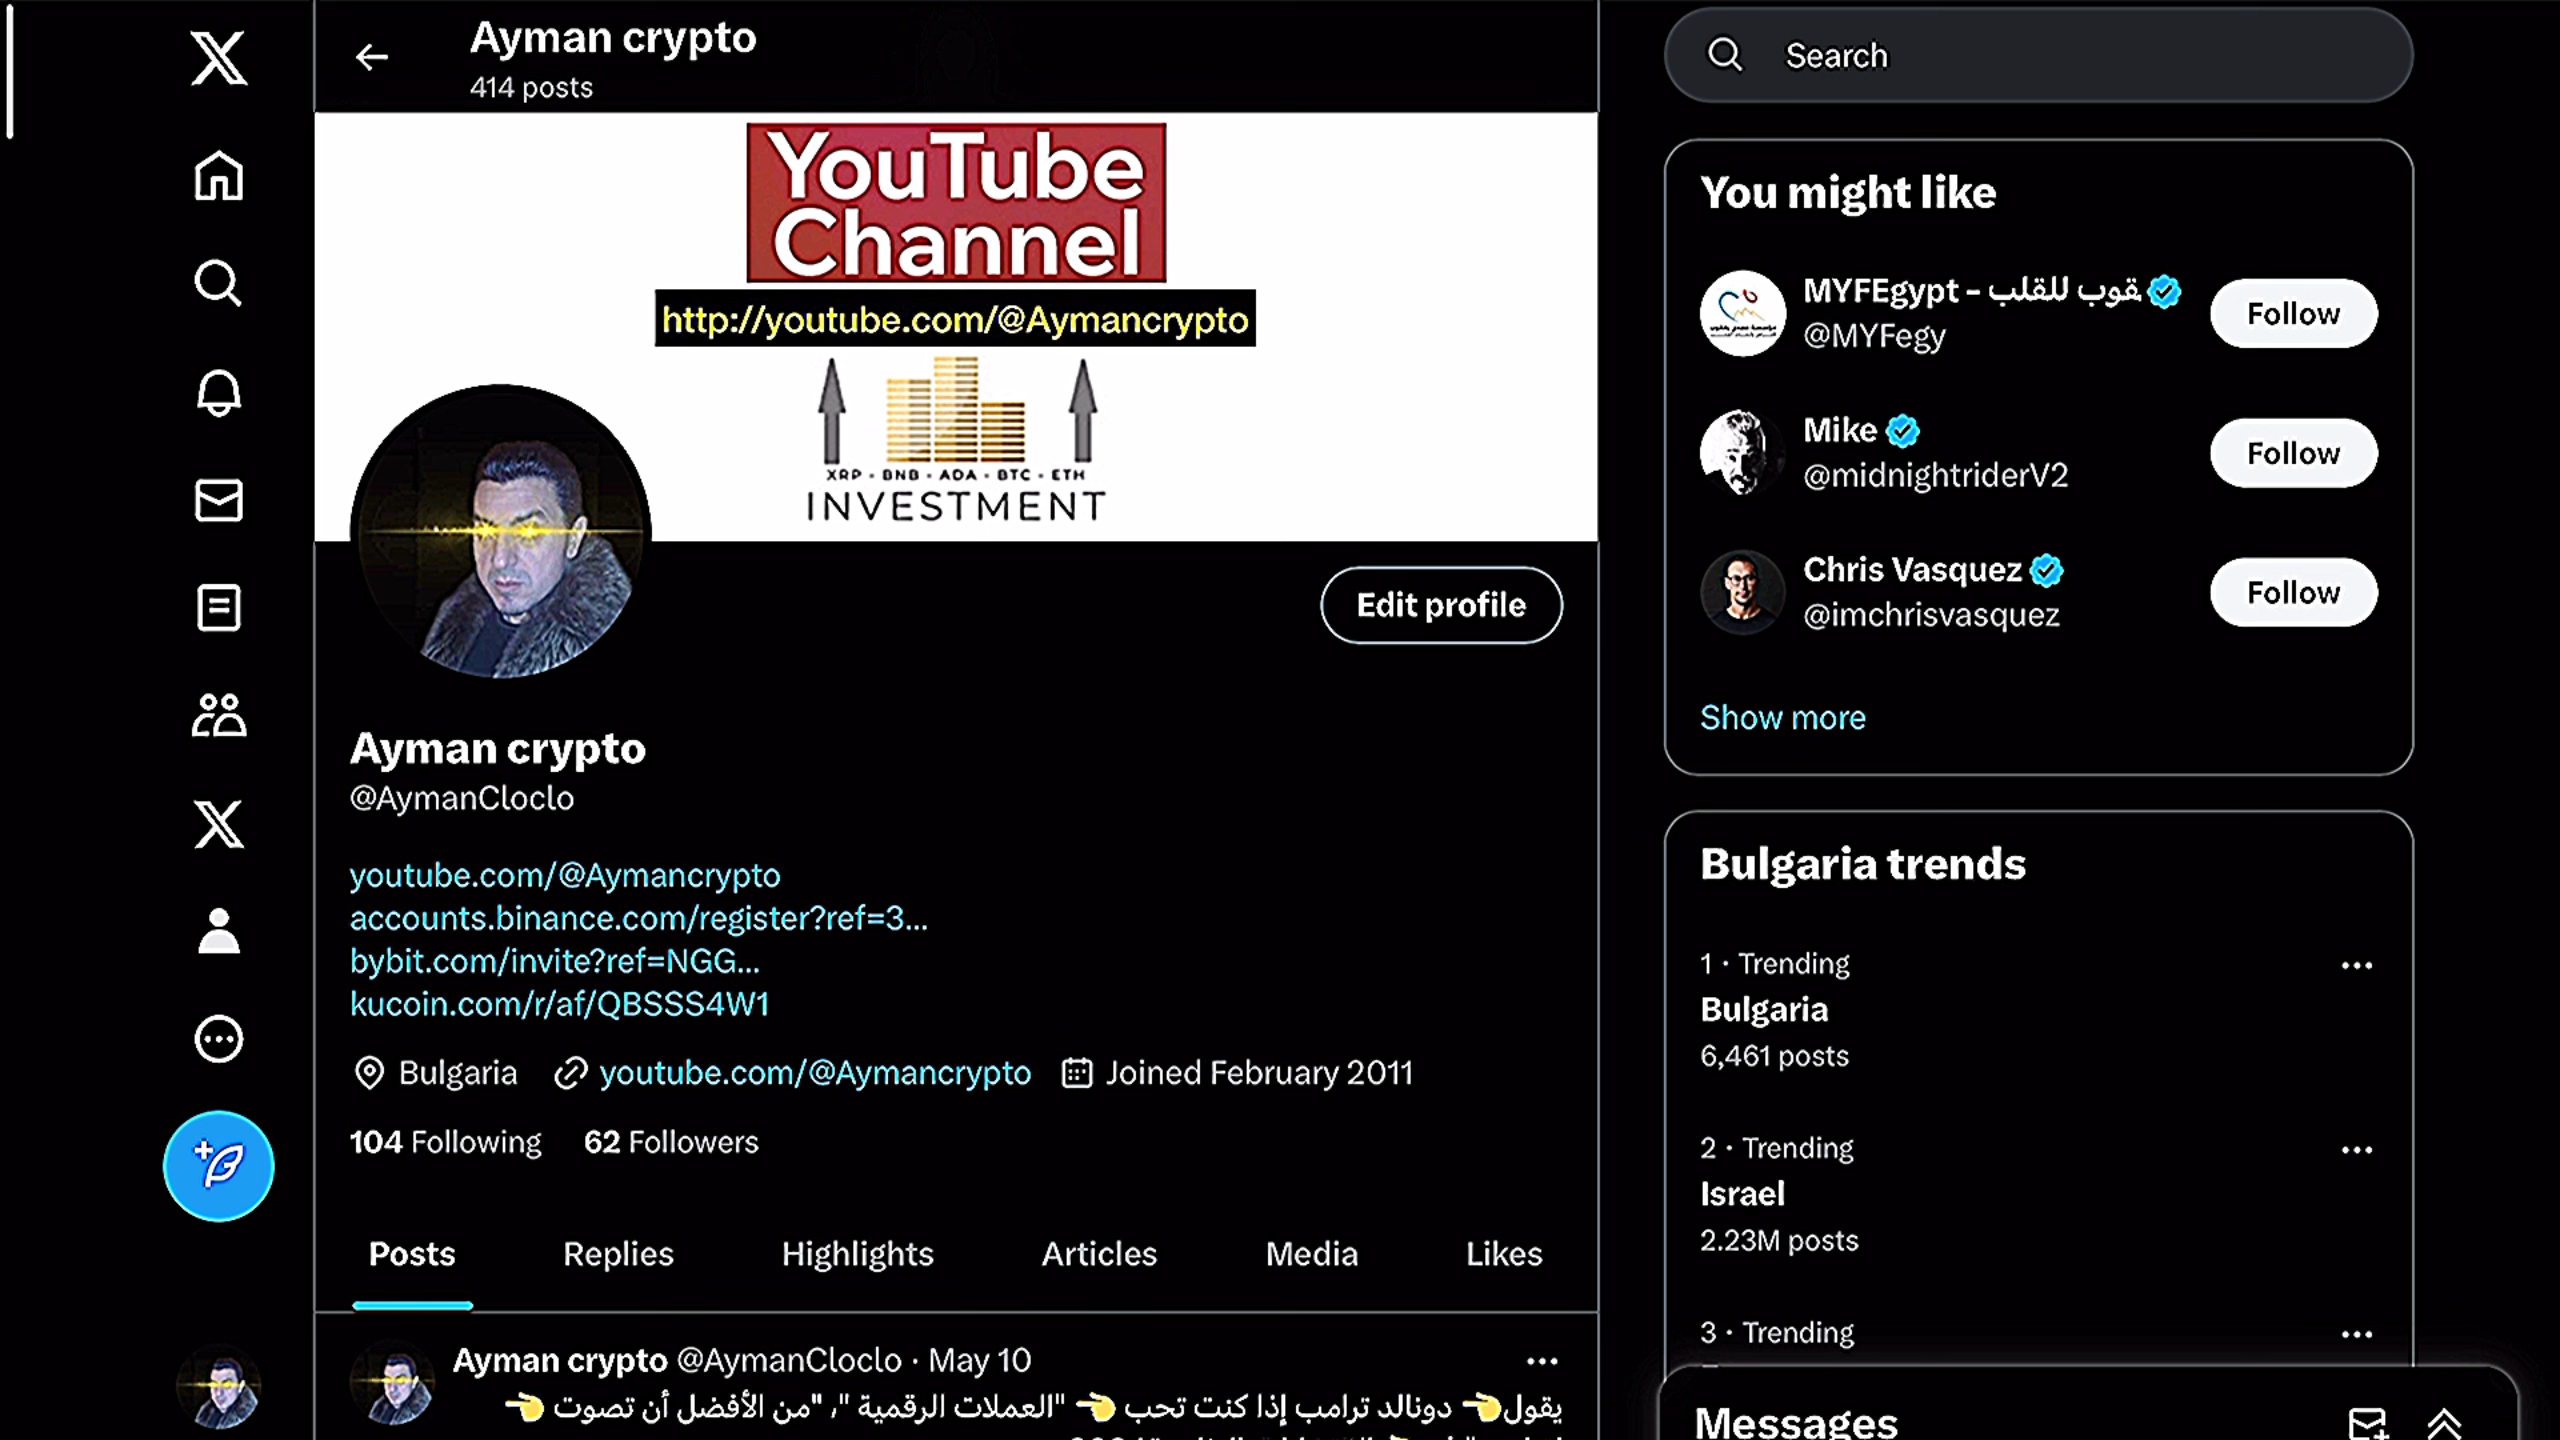 Ayman crypto
414 posts
YouTube
Channel
http://youtube.com/@Aymancrypto
XRP - BNB - ADA - BTC - ETH
INVESTMENT
Edit profile
Ayman crypto
@AymanCloclo
youtube.com/@Aymancrypto
accounts.binance.com/register?ref=3...
bybit.com/invite?ref=NGG...
kucoin.com/r/af/QBSSS4W1
Bulgaria youtube.com/@Aymancrypto Joined February 2011
104 Following 62 Followers
Posts Replies Highlights Articles Media Likes
Ayman crypto @AymanCloclo · May 10
يقول👈 دونالد ترامب إذا كنت تحب 👈 "العملات الرقمية "، "من الأفضل أن تصوت 👈
Search
You might like
MYFEgypt - يعقوب للقلب
@MYFegy
Follow
Mike
@midnightriderV2
Follow
Chris Vasquez
@imchrisvasquez
Follow
Show more
Bulgaria trends
1 · Trending
Bulgaria
6,461 posts
2 · Trending
Israel
2.23M posts
3 · Trending
Messages